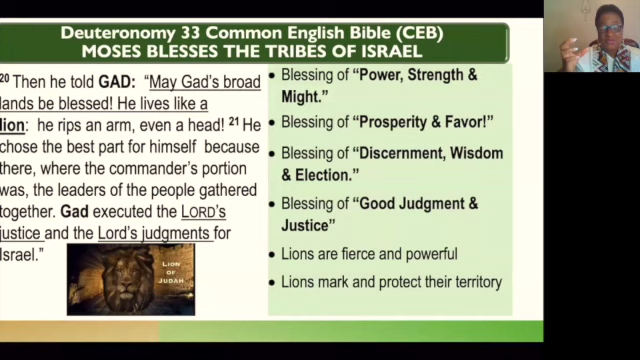 Deuteronomy 33 Common English Bible (CEB)
MOSES BLESSES THE TRIBES OF ISRAEL
20 Then he told GAD: “May Gad’s broad
lands be blessed! He lives like a
lion: he rips an arm, even a head! 21 He
chose the best part for himself because
there, where the commander’s portion
was, the leaders of the people gathered
together. Gad executed the LORD’s
justice and the Lord’s judgments for
Israel.”
LION
OF
JUDAH
• Blessing of “Power, Strength &
Might.”
• Blessing of “Prosperity & Favor!”
• Blessing of “Discernment, Wisdom
& Election.”
• Blessing of “Good Judgment &
Justice”
• Lions are fierce and powerful
• Lions mark and protect their territory